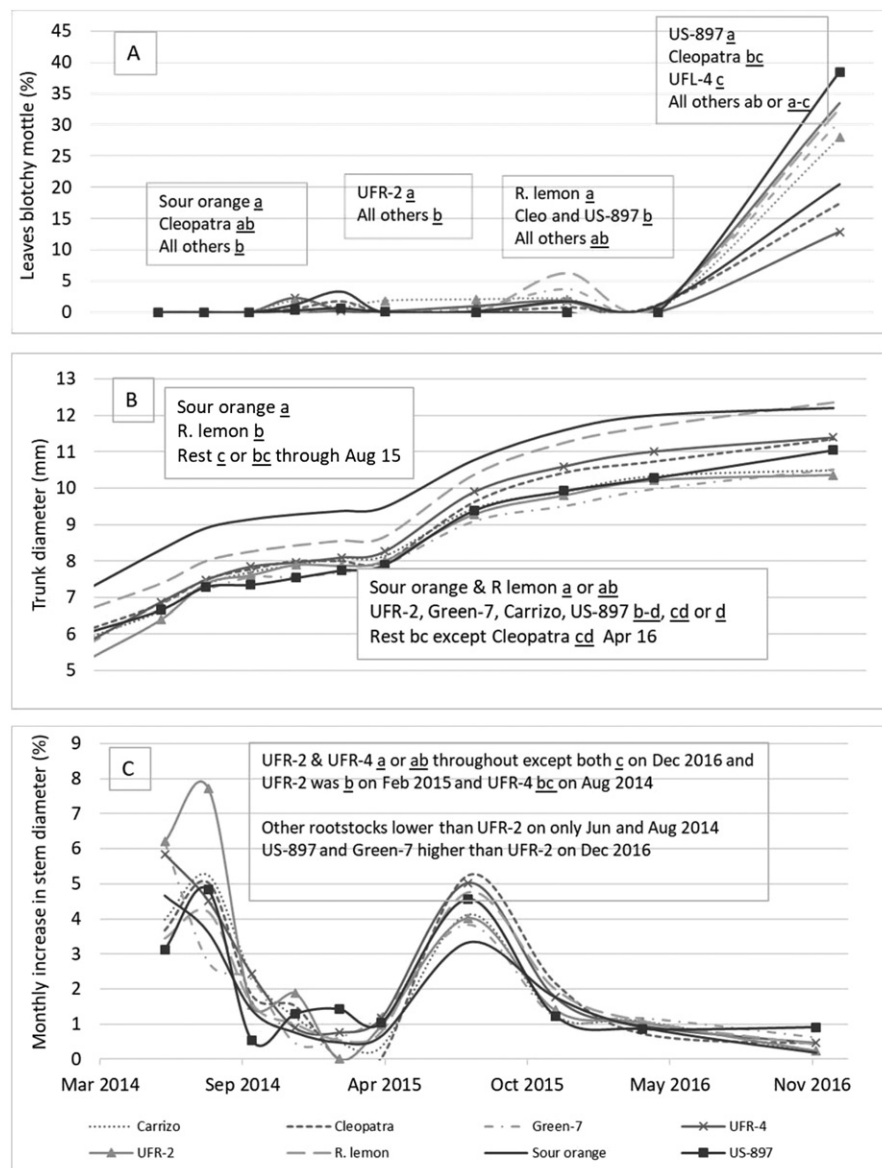 A
Leaves blotchy mottle (%)
45
40
35
30
25
20
15
10
5
0
Sour orange a
Cleopatra ab
All others b
UFR-2 a
All others b
R. lemon a
Cleo and US-897 b
All others ab
US-897 a
Cleopatra bc
UFL-4 c
All others ab or a-c
B
Trunk diameter (mm)
13
12
11
10
9
8
7
6
5
Sour orange a
R. lemon b
Rest c or bc through Aug 15
Sour orange & R lemon a or ab
UFR-2, Green-7, Carrizo, US-897 b-d, cd or d
Rest bc except Cleopatra cd Apr 16
C
Monthly increase in stem diameter (%)
9
8
7
6
5
4
3
2
1
0
UFR-2 & UFR-4 a or ab throughout except both c on Dec 2016 and
UFR-2 was b on Feb 2015 and UFR-4 bc on Aug 2014
Other rootstocks lower than UFR-2 on only Jun and Aug 2014
US-897 and Green-7 higher than UFR-2 on Dec 2016
Mar 2014 Sep 2014 Apr 2015 Oct 2015 May 2016 Nov 2016
Carrizo Cleopatra Green-7 UFR-4
UFR-2 R. lemon Sour orange US-897